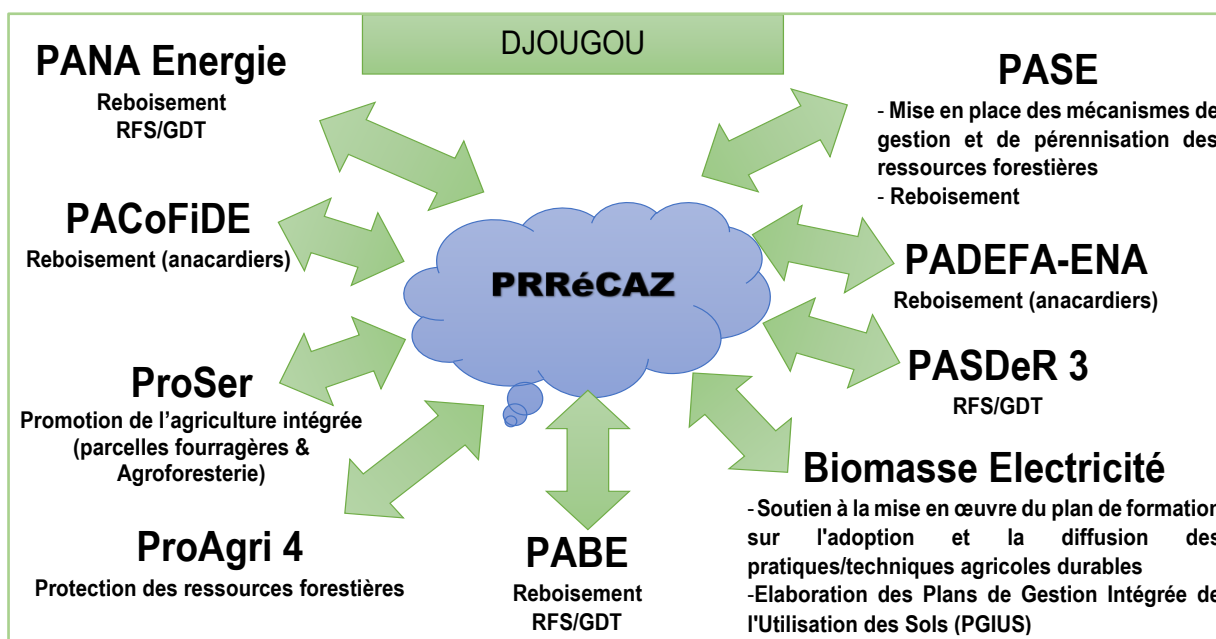 DJOUGOU
PANA Energie
Reboisement
RFS/GDT
PACoFiDE
Reboisement (anacardiers)
ProSer
Promotion de l'agriculture intégrée
(parcelles fourragères &
Agroforesterie)
ProAgri 4
Protection des ressources forestières
PRRéCAZ
PABE
Reboisement
RFS/GDT
PASE
- Mise en place des mécanismes de
gestion et de pérennisation des
ressources forestières
- Reboisement
PADEFA-ENA
Reboisement (anacardiers)
PASDeR 3
RFS/GDT
Biomasse Electricité
-Soutien à la mise en œuvre du plan de formation
sur l'adoption et la diffusion des
pratiques/techniques agricoles durables
-Elaboration des Plans de Gestion Intégrée de
l'Utilisation des Sols (PGIUS)